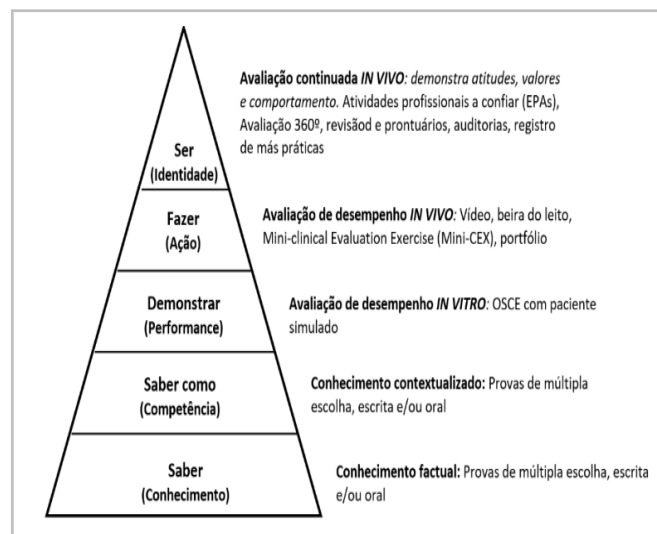 Avaliação continuada IN VIVO: demonstra atitudes, valores
e comportamento. Atividades profissionais a confiar (EPAs),
Avaliação 360º, revisãod e prontuários, auditorias, registro
de más práticas
Ser
(Identidade)
Fazer
(Ação)
Avaliação de desempenho IN VIVO: Vídeo, beira do leito,
Mini-clinical Evaluation Exercise (Mini-CEX), portfólio
Demonstrar
(Performance)
Avaliação de desempenho IN VITRO: OSCE com paciente
simulado
Saber como
(Competência)
Conhecimento contextualizado: Provas de múltipla
escolha, escrita e/ou oral
Saber
(Conhecimento)
Conhecimento factual: Provas de múltipla escolha, escrita
e/ou oral